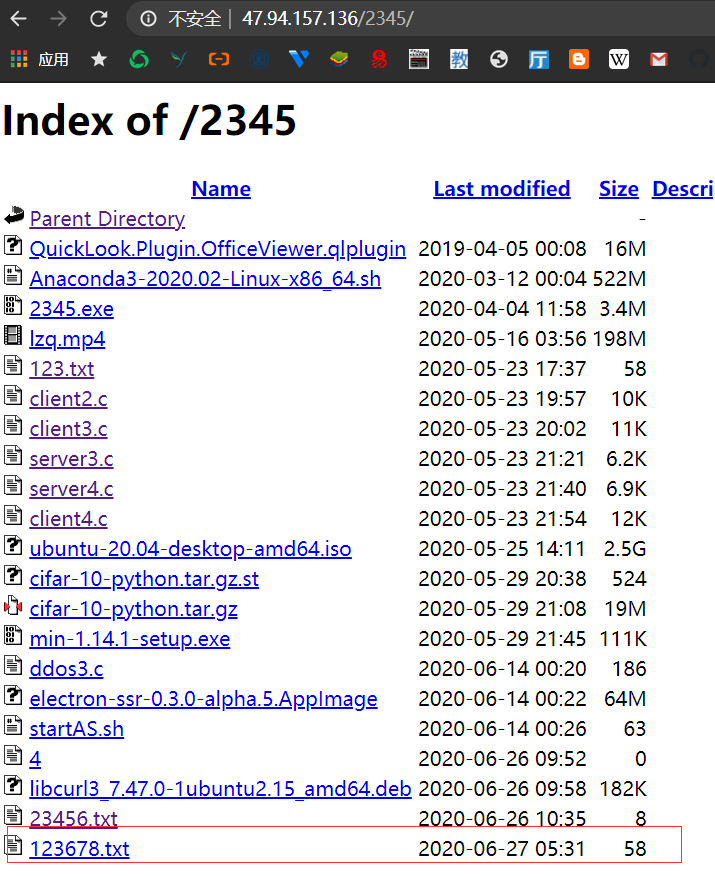 不安全 | 47.94.157.136/2345/
应用 教 厅 W M
Index of /2345
Name Last modified Size Descri
Parent Directory -
QuickLook.Plugin.OfficeViewer.qlplugin 2019-04-05 00:08 16M
Anaconda3-2020.02-Linux-x86_64.sh 2020-03-12 00:04 522M
2345.exe 2020-04-04 11:58 3.4M
lzq.mp4 2020-05-16 03:56 198M
123.txt 2020-05-23 17:37 58
client2.c 2020-05-23 19:57 10K
client3.c 2020-05-23 20:02 11K
server3.c 2020-05-23 21:21 6.2K
server4.c 2020-05-23 21:40 6.9K
client4.c 2020-05-23 21:54 12K
ubuntu-20.04-desktop-amd64.iso 2020-05-25 14:11 2.5G
cifar-10-python.tar.gz.st 2020-05-29 20:38 524
cifar-10-python.tar.gz 2020-05-29 21:08 19M
min-1.14.1-setup.exe 2020-05-29 21:45 111K
ddos3.c 2020-06-14 00:20 186
electron-ssr-0.3.0-alpha.5.AppImage 2020-06-14 00:22 64M
startAS.sh 2020-06-14 00:26 63
4 2020-06-26 09:52 0
libcurl3_7.47.0-1ubuntu2.15_amd64.deb 2020-06-26 09:58 182K
23456.txt 2020-06-26 10:35 8
123678.txt 2020-06-27 05:31 58